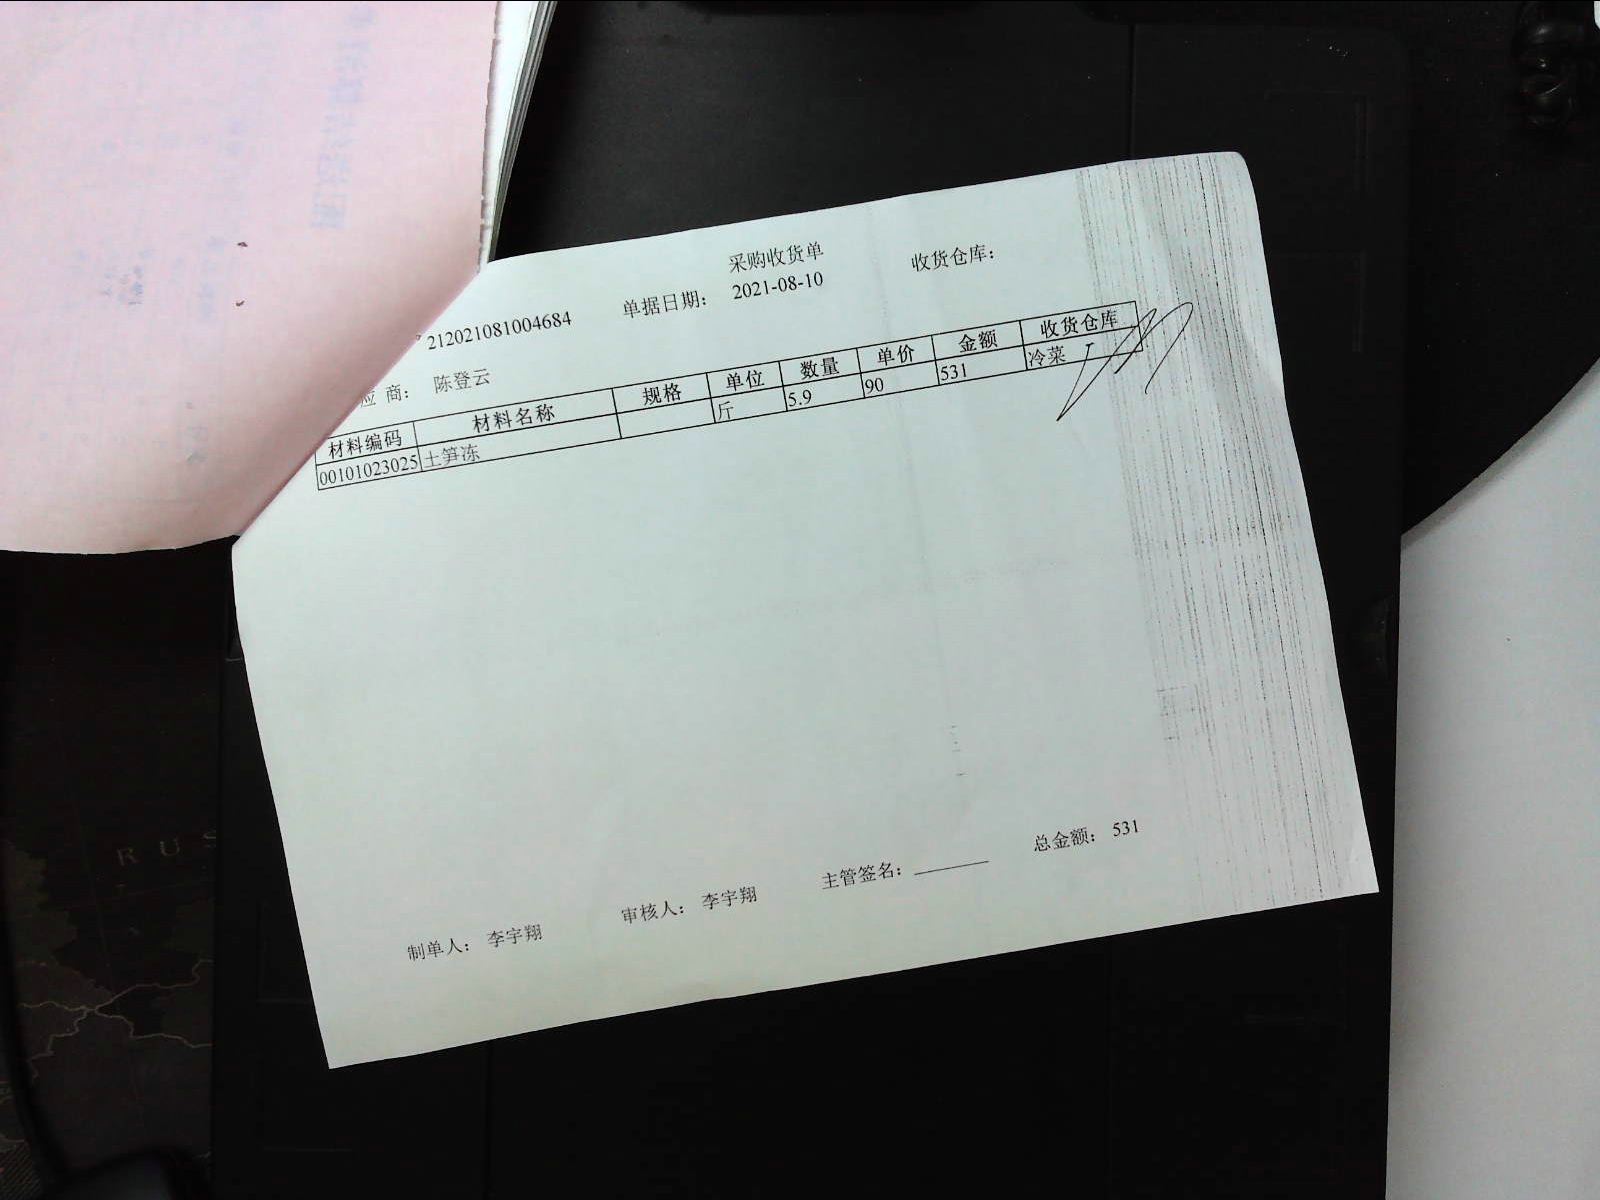 采购收货单
212021081004684 单据日期: 2021-08-10 收货仓库:
应 商: 陈登云
材料编码 材料名称 规格 单位 数量 单价 金额 收货仓库
00101023025 土笋冻 斤 5.9 90 531 冷菜
制单人: 李宇翔 审核人: 李宇翔 主管签名: 总金额: 531
RUS